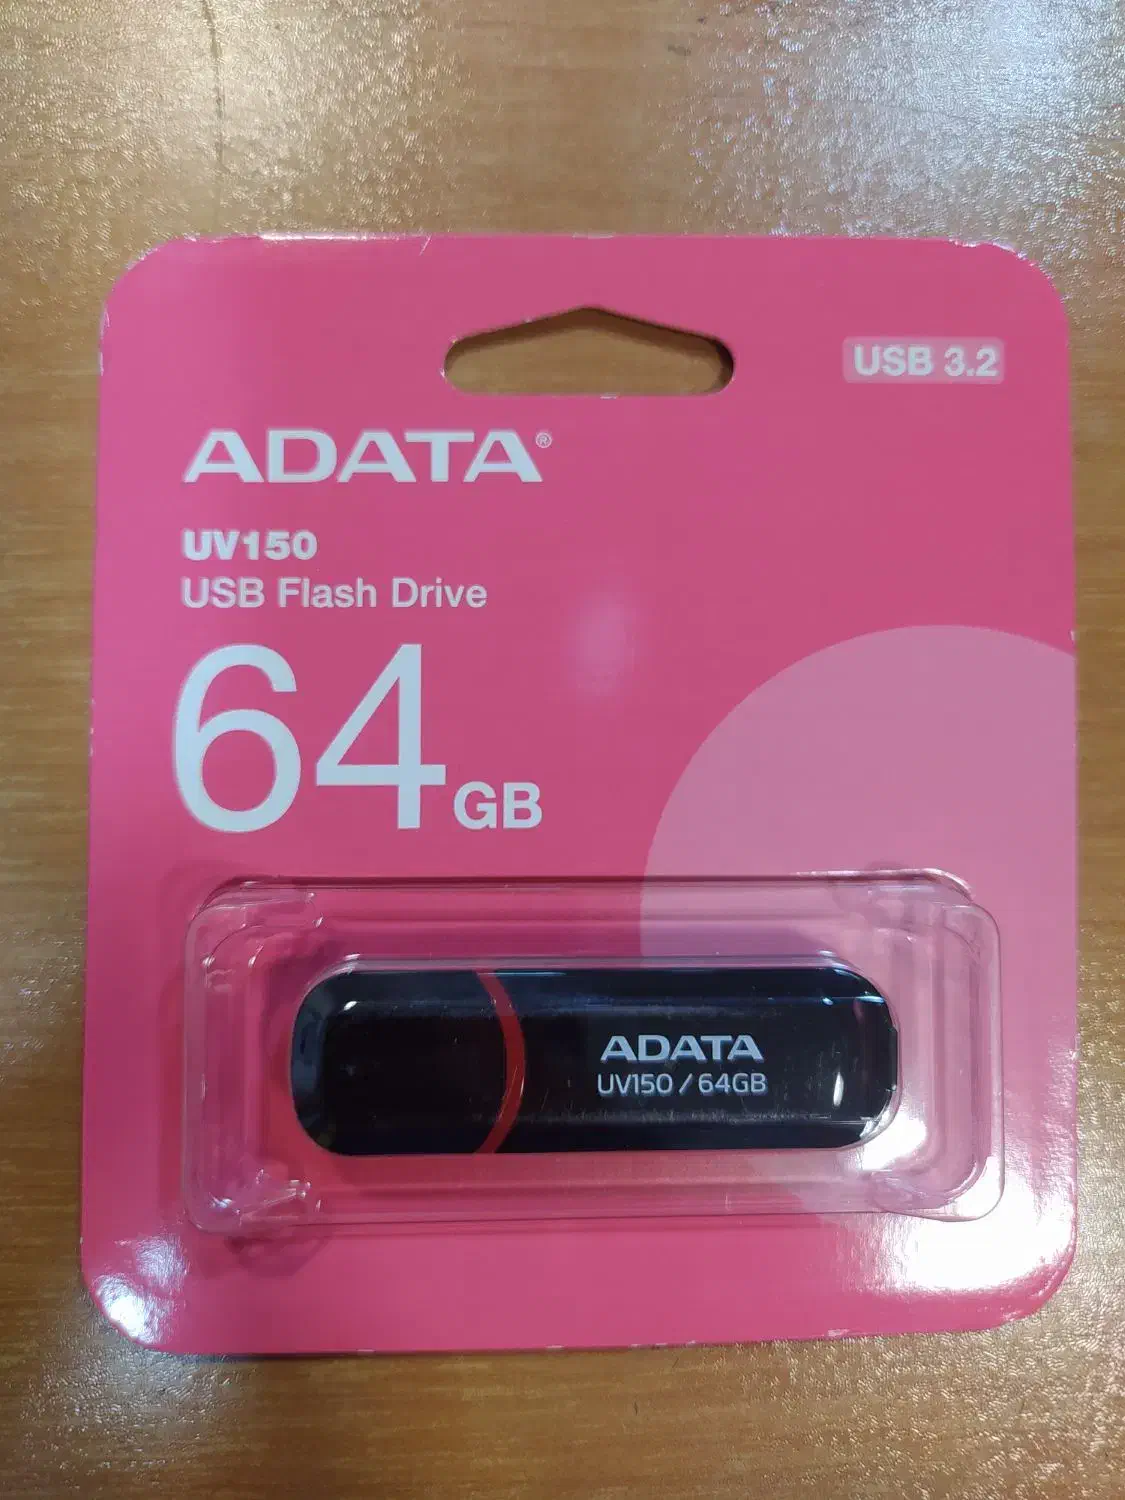 USB 3.2
ADATA®
UV150
USB Flash Drive
64GB
ADATA
UV150 / 64GB